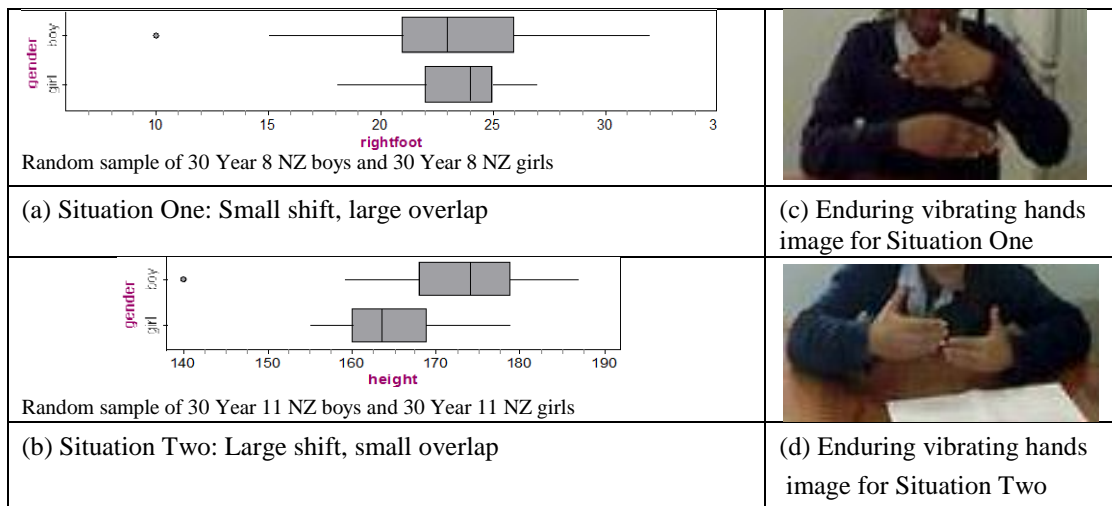 gender
boy
girl
10
15
20
25
30
3
rightfoot
Random sample of 30 Year 8 NZ boys and 30 Year 8 NZ girls
(a) Situation One: Small shift, large overlap
(c) Enduring vibrating hands
image for Situation One
gender
boy
girl
140
150
160
170
180
190
height
Random sample of 30 Year 11 NZ boys and 30 Year 11 NZ girls
(b) Situation Two: Large shift, small overlap
(d) Enduring vibrating hands
image for Situation Two